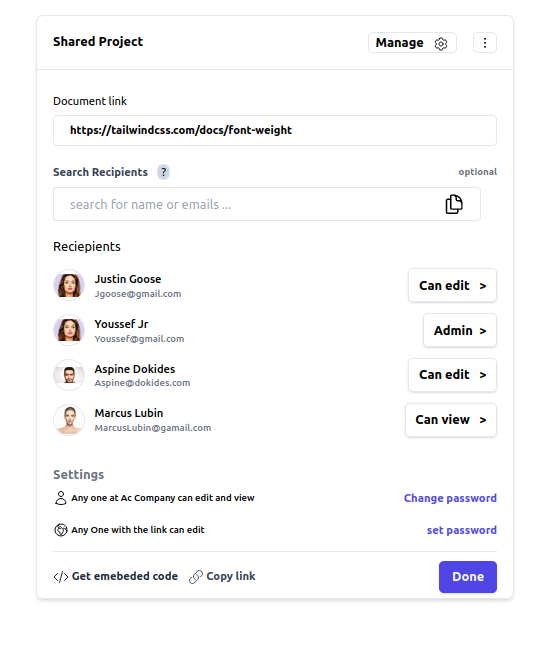 Shared Project
Manage
Document link
https://tailwindcss.com/docs/font-weight
Search Recipients ? optional
search for name or emails ...
Reciepients
Justin Goose
Jgoose@gmail.com
Can edit >
Youssef Jr
Youssef@gmail.com
Admin >
Aspine Dokides
Aspine@dokides.com
Can edit >
Marcus Lubin
MarcusLubin@gamail.com
Can view >
Settings
Any one at Ac Company can edit and view Change password
Any One with the link can edit set password
</> Get emebeded code Copy link Done